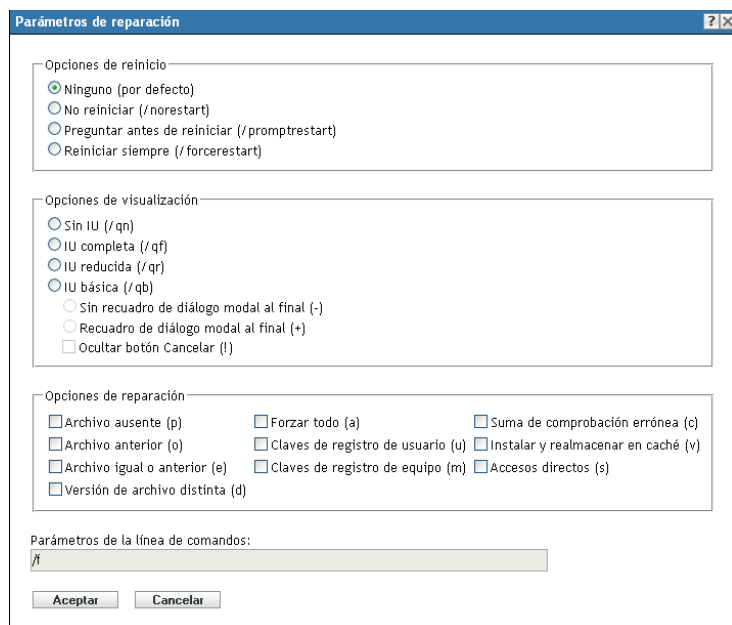 Parámetros de reparación
Opciones de reinicio
Ninguno (por defecto)
No reiniciar (/norestart)
Preguntar antes de reiniciar (/promptrestart)
Reiniciar siempre (/forcerestart)
Opciones de visualización
Sin IU (/qn)
IU completa (/qf)
IU reducida (/qr)
IU básica (/qb)
Sin recuadro de diálogo modal al final (-)
Recuadro de diálogo modal al final (+)
Ocultar botón Cancelar (!)
Opciones de reparación
Archivo ausente (p) Forzar todo (a) Suma de comprobación errónea (c)
Archivo anterior (o) Claves de registro de usuario (u) Instalar y realmacenar en caché (v)
Archivo igual o anterior (e) Claves de registro de equipo (m) Accesos directos (s)
Versión de archivo distinta (d)
Parámetros de la línea de comandos:
/f
Aceptar Cancelar